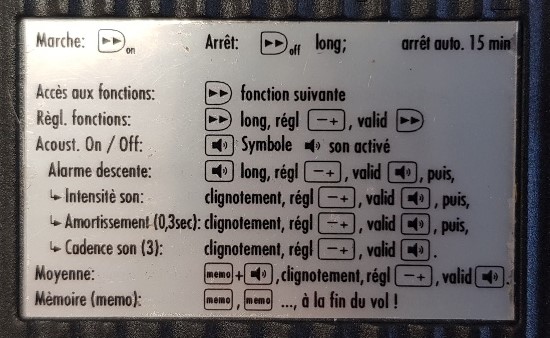 Marche: ▶▶ on Arrêt: ▶▶ off long; arrêt auto. 15 min
Accès aux fonctions: ▶▶ fonction suivante
Règl. fonctions: ▶▶ long, régl − + , valid ▶▶
Acoust. On / Off: 🔊 Symbole 🔊 son activé
Alarme descente: 🔊 long, régl − + , valid 🔊 , puis,
↳ Intensitè son: clignotement, régl − + , valid 🔊 , puis,
↳ Amortissement (0,3sec): clignotement, régl − + , valid 🔊 , puis,
↳ Cadence son (3): clignotement, régl − + , valid 🔊 .
Moyenne: memo + 🔊 , clignotement, régl − + , valid 🔊 .
Mèmoire (memo): memo , memo ..., à la fin du vol !